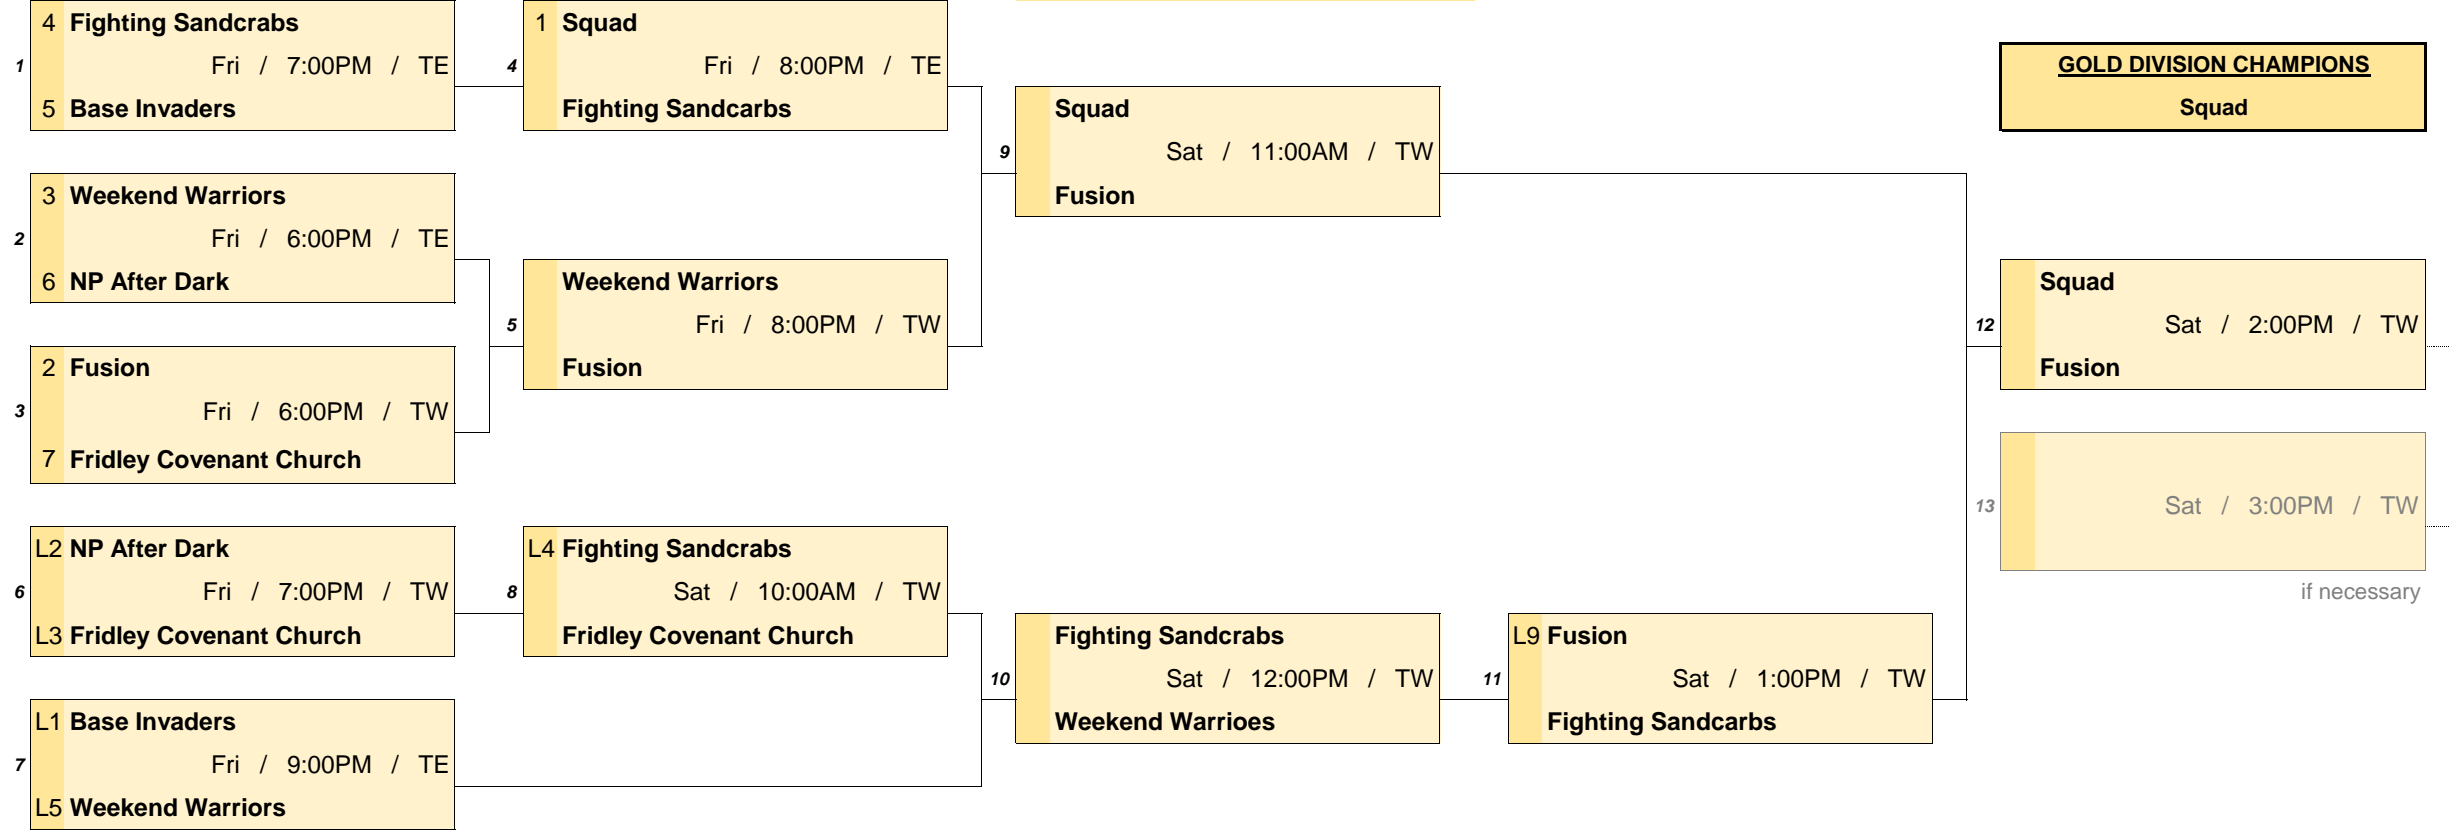 4 Fighting Sandcrabs
1 Fri / 7:00PM / TE
5 Base Invaders
3 Weekend Warriors
2 Fri / 6:00PM / TE
6 NP After Dark
2 Fusion
3 Fri / 6:00PM / TW
7 Fridley Covenant Church
L2 NP After Dark
6 Fri / 7:00PM / TW
L3 Fridley Covenant Church
L1 Base Invaders
7 Fri / 9:00PM / TE
L5 Weekend Warriors
1 Squad
4 Fri / 8:00PM / TE
Fighting Sandcarbs
Weekend Warriors
5 Fri / 8:00PM / TW
Fusion
L4 Fighting Sandcrabs
8 Sat / 10:00AM / TW
Fridley Covenant Church
Squad
9 Sat / 11:00AM / TW
Fusion
Fighting Sandcrabs
10 Sat / 12:00PM / TW
Weekend Warrioes
L9 Fusion
11 Sat / 1:00PM / TW
Fighting Sandcarbs
GOLD DIVISION CHAMPIONS
Squad
Squad
12 Sat / 2:00PM / TW
Fusion
13 Sat / 3:00PM / TW
if necessary